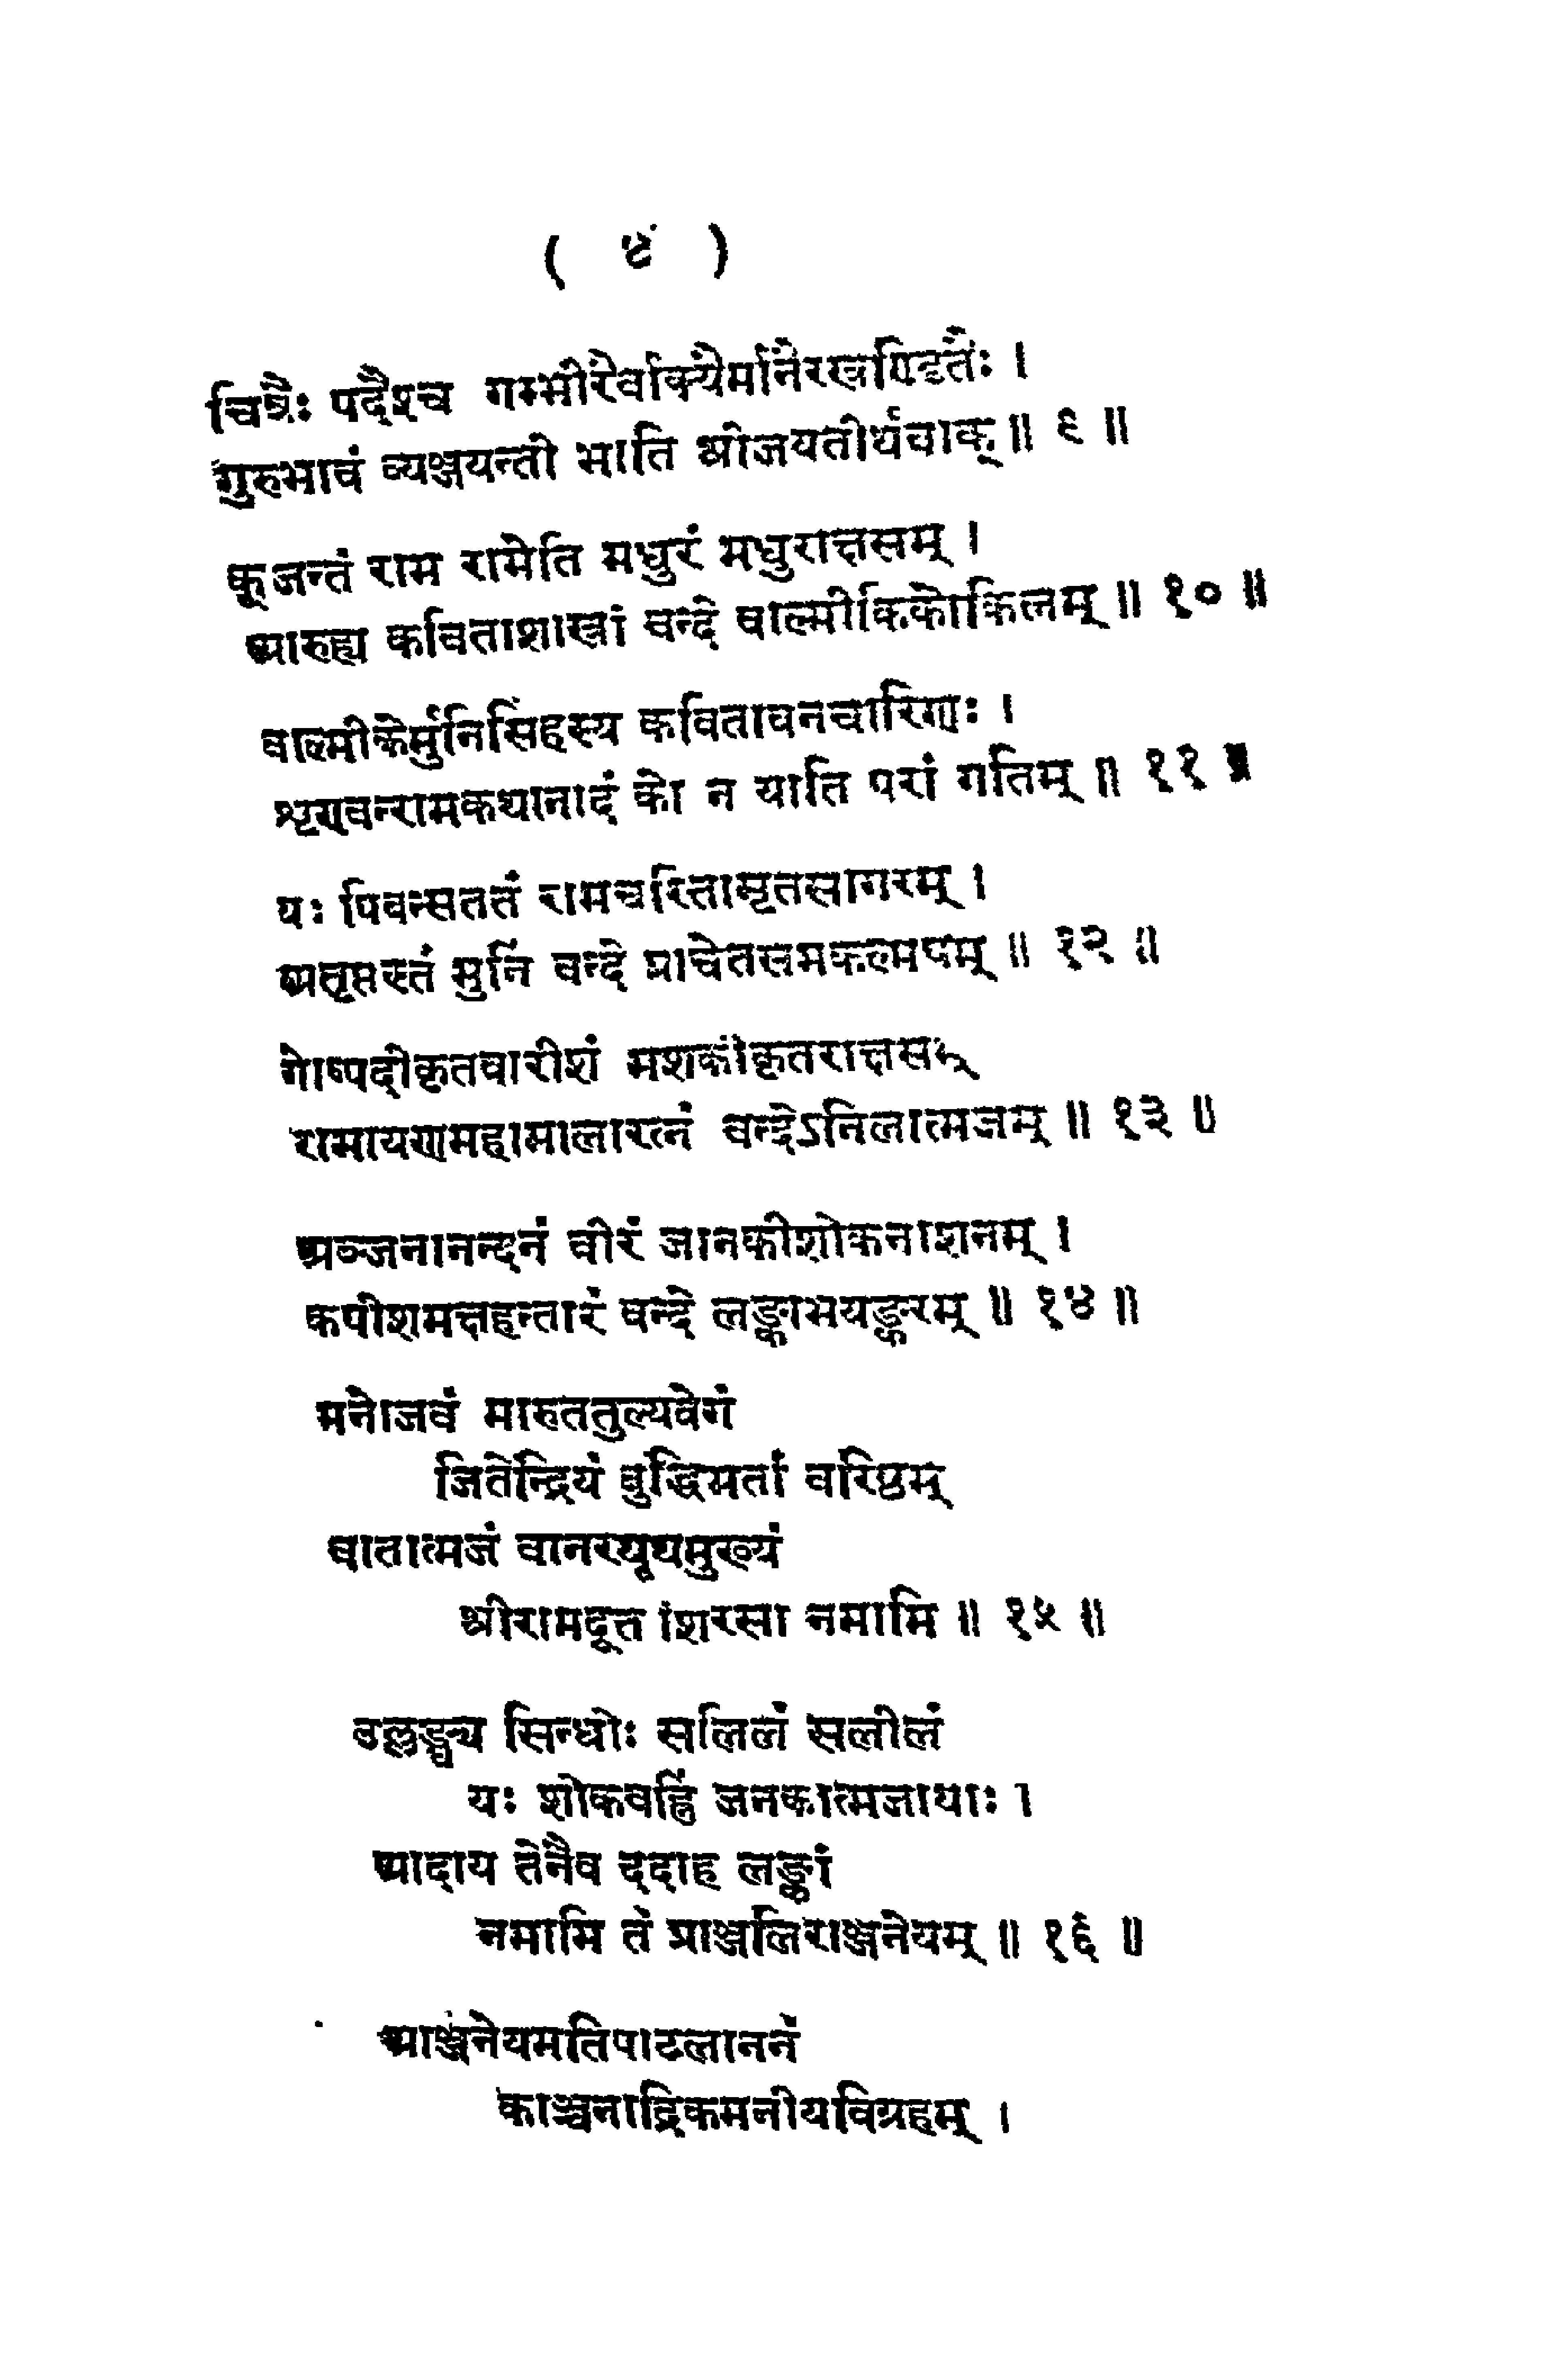 ( ४ )
चित्रैः पदैश्च गम्भीरैर्वाक्यैर्मानैरखण्डितैः ।
गुरुभावं व्यञ्जयन्ती भाति श्रीजयतीर्थवाक् ॥ ९ ॥
कूजन्तं राम रामेति मधुरं मधुराक्षरम् ।
आरुह्य कविताशाखां वन्दे वाल्मीकिकोकिलम् ॥ १० ॥
वाल्मीकेर्मुनिसिंहस्य कवितावनचारिणः ।
शृण्वन्रामकथानादं को न याति परां गतिम् ॥ ११ ॥
यः पिबन्सततं रामचरितामृतसागरम् ।
अतृप्तस्तं मुनिं वन्दे प्राचेतसमकल्मषम् ॥ १२ ॥
गोष्पदीकृतवारीशं मशकीकृतराक्षसम्
रामायणमहामालारत्नं वन्देऽनिलात्मजम् ॥ १३ ॥
अञ्जनानन्दनं वीरं जानकीशोकनाशनम् ।
कपीशमक्षहन्तारं वन्दे लङ्काभयङ्करम् ॥ १४ ॥
मनोजवं मारुततुल्यवेगं
जितेन्द्रियं बुद्धिमतां वरिष्ठम्
वातात्मजं वानरयूथमुख्यं
श्रीरामदूतं शिरसा नमामि ॥ १५ ॥
उल्लङ्घ्य सिन्धोः सलिलं सलीलं
यः शोकवह्निं जनकात्मजायाः ।
आदाय तेनैव ददाह लङ्कां
नमामि तं प्राञ्जलिराञ्जनेयम् ॥ १६ ॥
आञ्जनेयमतिपाटलाननं
काञ्चनाद्रिकमनीयविग्रहम् ।